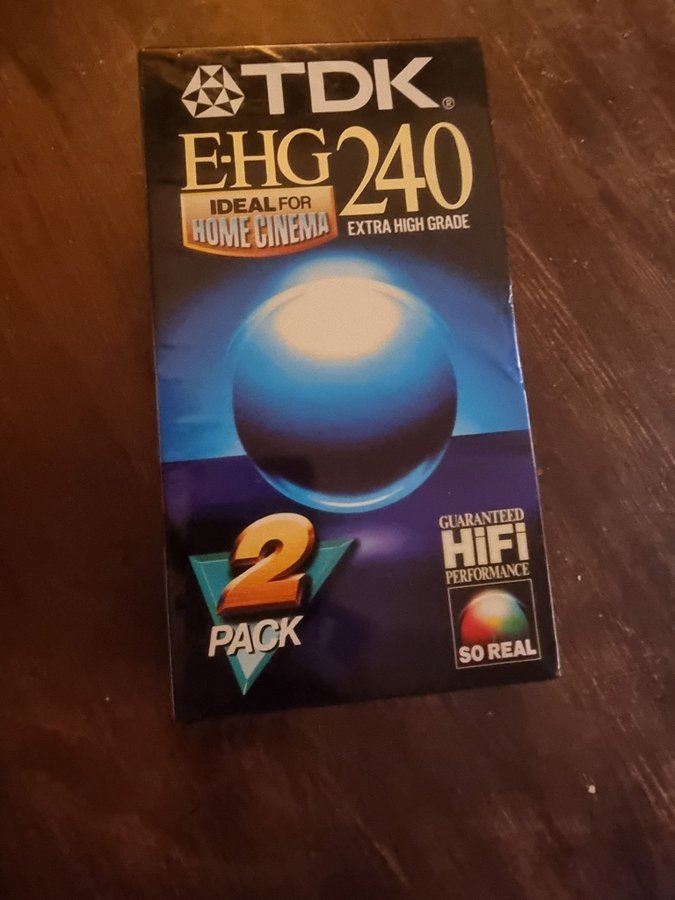 TDK®
E-HG 240
IDEAL FOR
HOME CINEMA
EXTRA HIGH GRADE
2
PACK
GUARANTEED
HiFi
PERFORMANCE
SO REAL